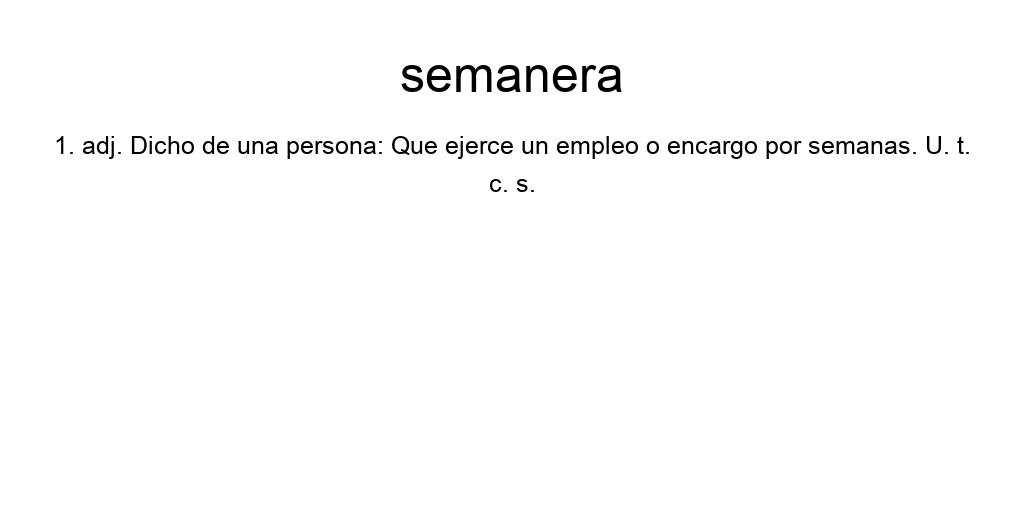 semanera
1. adj. Dicho de una persona: Que ejerce un empleo o encargo por semanas. U. t.
c. s.